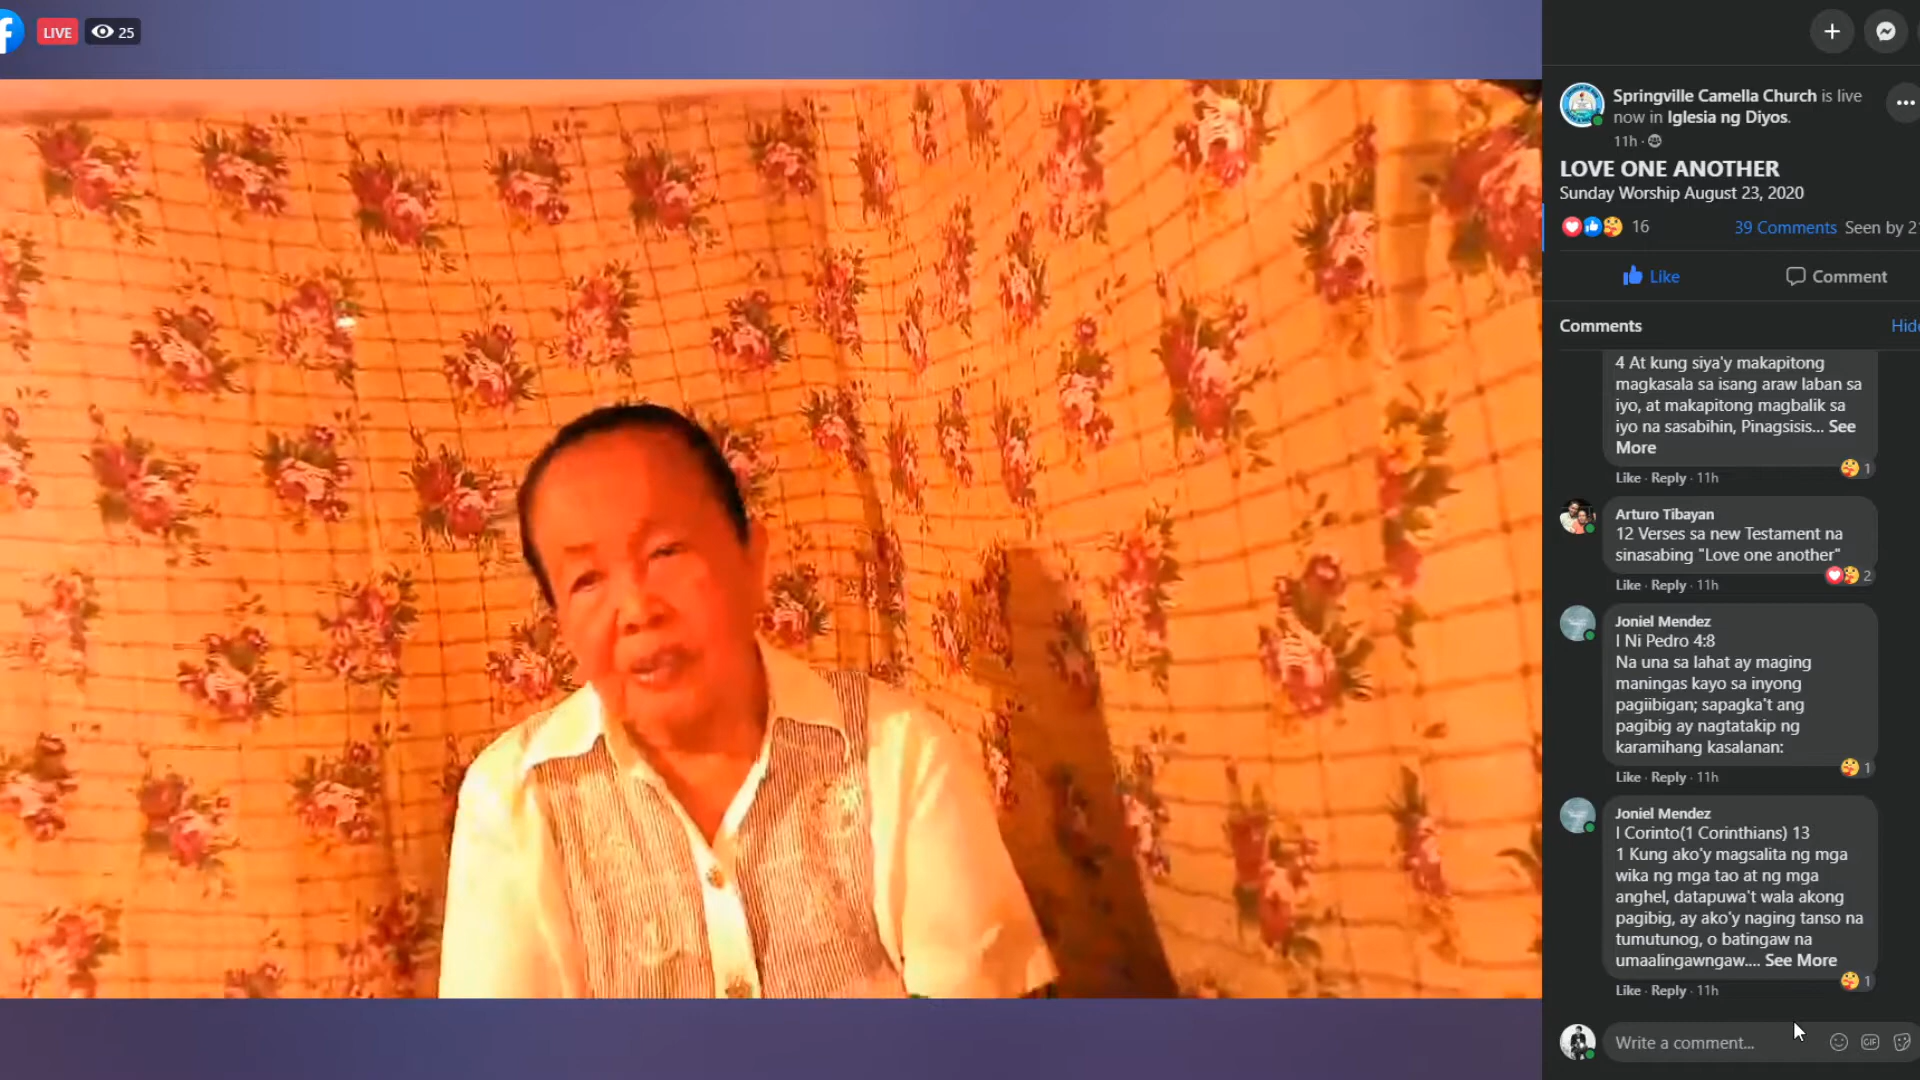 LIVE
25
Springville Camella Church is live
now in Iglesia ng Diyos.
11h
LOVE ONE ANOTHER
Sunday Worship August 23, 2020
16
39 Comments Seen by 2
Like
Comment
Comments
Hide
4 At kung siya'y makapitong
magkasala sa isang araw laban sa
iyo, at makapitong magbalik sa
iyo na sasabihin, Pinagsisis... See
More
1
Like · Reply · 11h
Arturo Tibayan
12 Verses sa new Testament na
sinasabing "Love one another"
2
Like · Reply · 11h
Joniel Mendez
I Ni Pedro 4:8
Na una sa lahat ay maging
maningas kayo sa inyong
pagiibigan; sapagka't ang
pagibig ay nagtatakip ng
karamihang kasalanan:
1
Like · Reply · 11h
Joniel Mendez
I Corinto(1 Corinthians) 13
1 Kung ako'y magsalita ng mga
wika ng mga tao at ng mga
anghel, datapuwa't wala akong
pagibig, ay ako'y naging tanso na
tumutunog, o batingaw na
umaalingawngaw.... See More
1
Like · Reply · 11h
Write a comment...
GIF